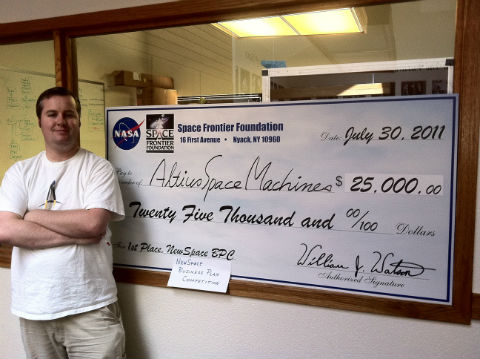 NASA
SPACE
FRONTIER
FOUNDATION
Space Frontier Foundation
16 First Avenue • Nyack, NY 10960
Date: July 30, 2011
Pay to
Altius Space Machines $ 25,000.00
Twenty Five Thousand and 00/100 Dollars
1st Place, NewSpace BPC
William J. Watson
Authorized Signature
NewSpace
Business Plan
Competition